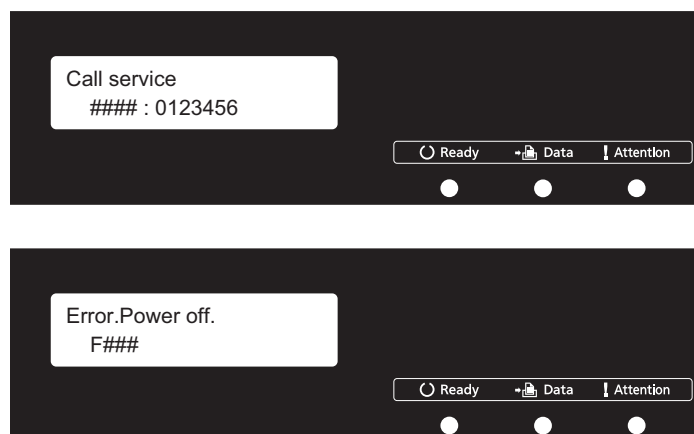 Call service
#### : 0123456
Ready Data Attention
Error.Power off.
F###
Ready Data Attention